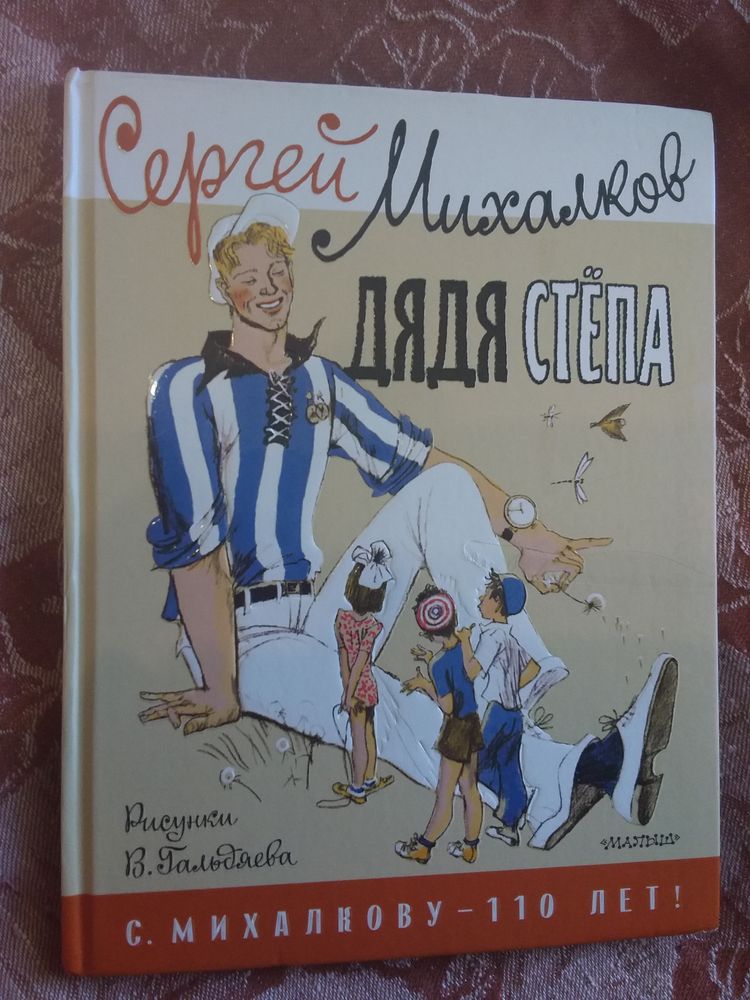 Сергей Михалков
ДЯДЯ СТЁПА
Рисунки
В. Гальдяева
«МАЛЫШ»
С. МИХАЛКОВУ – 110 ЛЕТ!